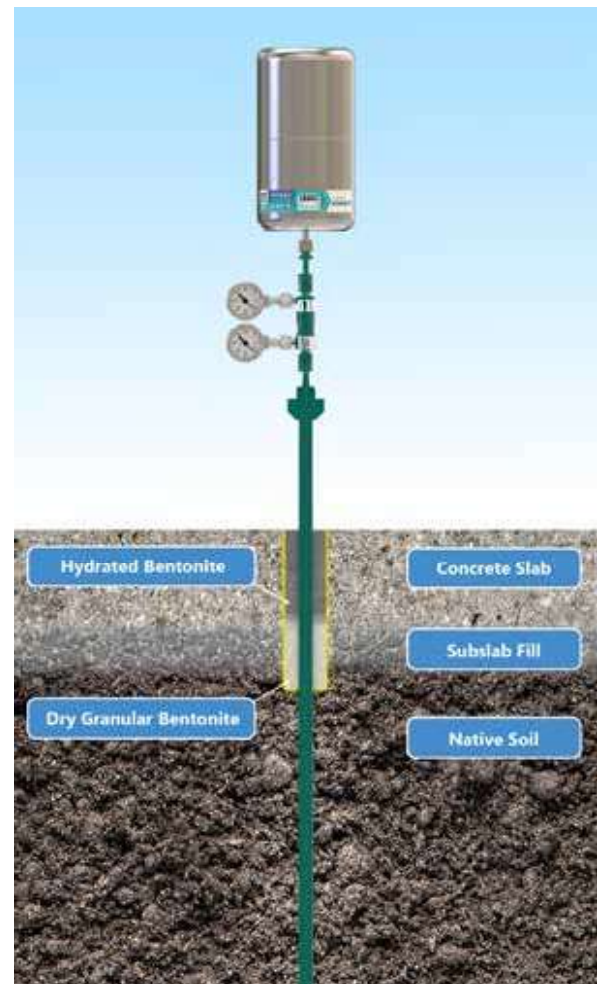 Hydrated Bentonite
Concrete Slab
Subslab Fill
Dry Granular Bentonite
Native Soil